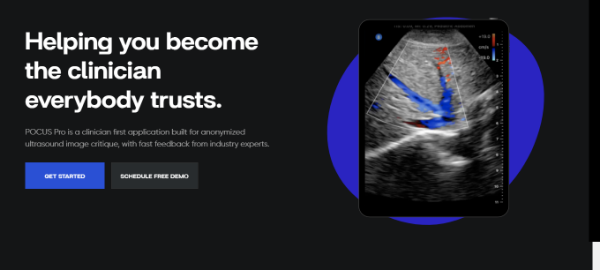 Helping you become
the clinician
everybody trusts.
POCUS Pro is a clinician first application built for anonymized
ultrasound image critique, with fast feedback from industry experts.
GET STARTED
SCHEDULE FREE DEMO